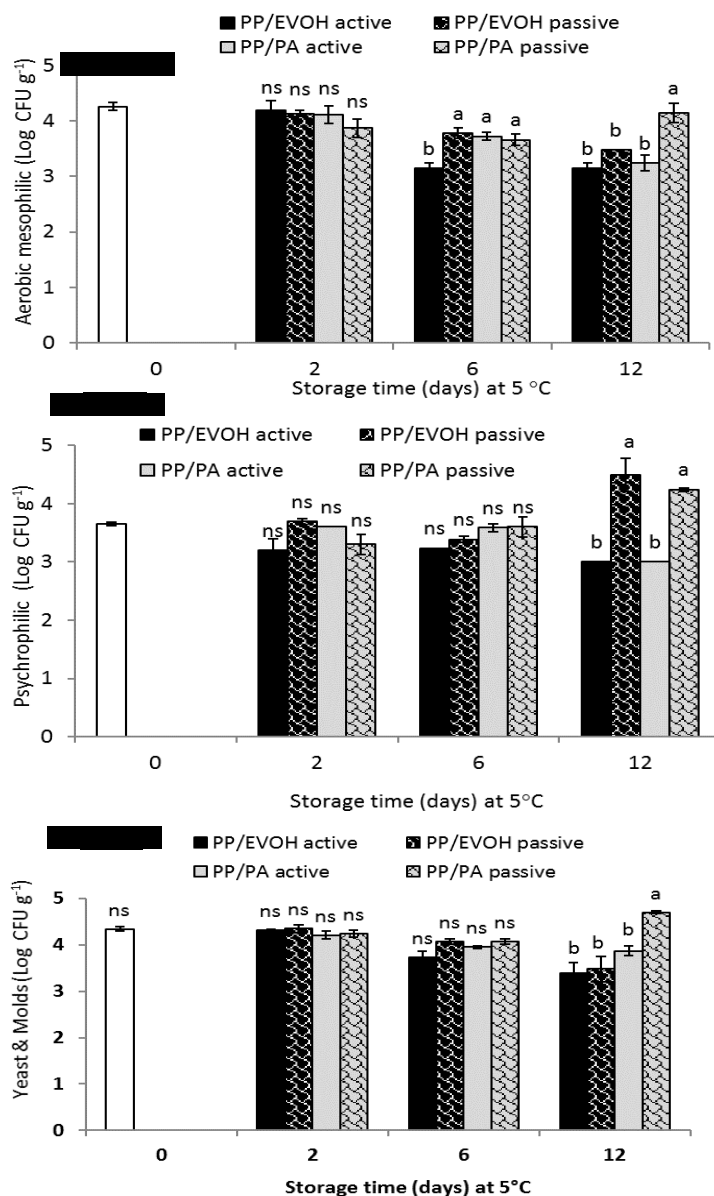 PP/EVOH active PP/EVOH passive
PP/PA active PP/PA passive
Aerobic mesophilic (Log CFU g-1)
5
4
3
2
1
0
ns ns ns ns
b a a a
b b b a
0 2 6 12
Storage time (days) at 5 °C
PP/EVOH active PP/EVOH passive
PP/PA active PP/PA passive
Psychrophilic (Log CFU g-1)
5
4
3
2
1
0
ns ns ns ns
ns ns ns ns
b a b a
0 2 6 12
Storage time (days) at 5°C
PP/EVOH active PP/EVOH passive
PP/PA active PP/PA passive
Yeast & Molds (Log CFU g-1)
5
4
3
2
1
0
ns
ns ns ns ns
ns ns ns ns
b b b a
0 2 6 12
Storage time (days) at 5°C